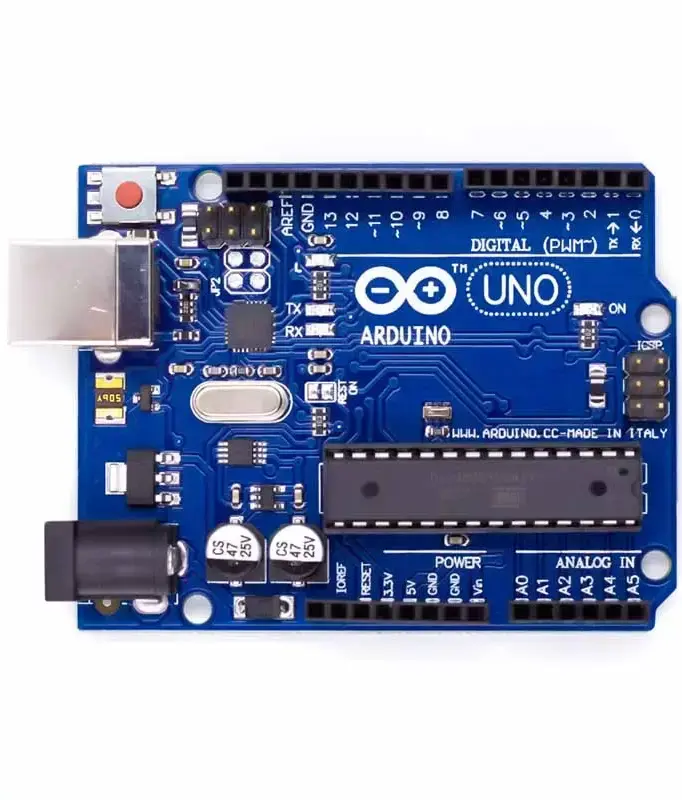 AREF
GND
13
12
~11
~10
~9
8
7
~6
~5
4
~3
2
TX→1
RX←0
DIGITAL (PWM~)
JP2
TX
RX
™
UNO
ARDUINO
ON
ICSP
RESET
WWW.ARDUINO.CC-MADE IN ITALY
CS
47
25V
CS
47
25V
POWER
ANALOG IN
IOREF
RESET
3.3V
5V
GND
GND
A0
A1
A2
A3
A4
A5